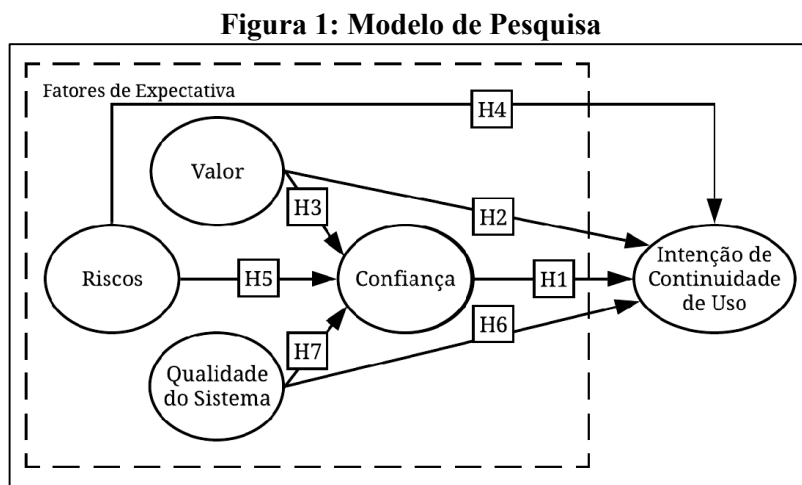 Figura 1: Modelo de Pesquisa
Fatores de Expectativa
H4
Valor
H3
H2
Riscos
H5
Confiança
H1
Intenção de
Continuidade
de Uso
H7
H6
Qualidade
do Sistema